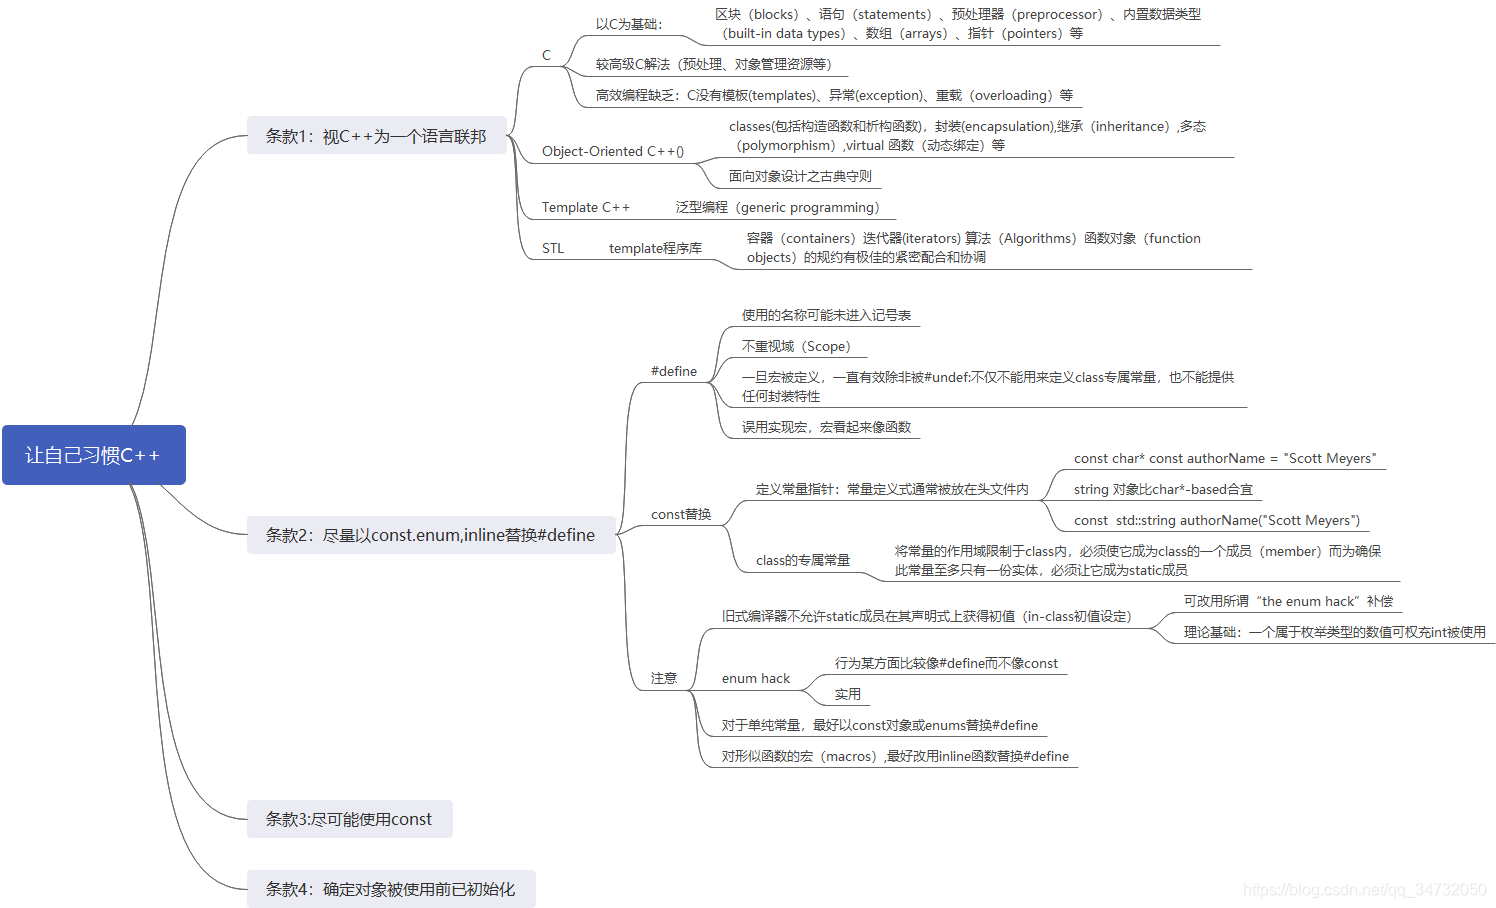 让自己习惯C++
条款1：视C++为一个语言联邦
C
以C为基础：
区块（blocks）、语句（statements）、预处理器（preprocessor）、内置数据类型
（built-in data types）、数组（arrays）、指针（pointers）等
较高级C解法（预处理、对象管理资源等）
高效编程缺乏：C没有模板(templates)、异常(exception)、重载（overloading）等
Object-Oriented C++()
classes(包括构造函数和析构函数)，封装(encapsulation),继承（inheritance）,多态
（polymorphism）,virtual 函数（动态绑定）等
面向对象设计之古典守则
Template C++
泛型编程（generic programming）
STL
template程序库
容器（containers）迭代器(iterators) 算法（Algorithms）函数对象（function
objects）的规约有极佳的紧密配合和协调
条款2：尽量以const.enum,inline替换#define
#define
使用的名称可能未进入记号表
不重视域（Scope）
一旦宏被定义，一直有效除非被#undef:不仅不能用来定义class专属常量，也不能提供
任何封装特性
误用实现宏，宏看起来像函数
const替换
定义常量指针：常量定义式通常被放在头文件内
const char* const authorName = "Scott Meyers"
string 对象比char*-based合宜
const  std::string authorName("Scott Meyers")
class的专属常量
将常量的作用域限制于class内，必须使它成为class的一个成员（member）而为确保
此常量至多只有一份实体，必须让它成为static成员
注意
旧式编译器不允许static成员在其声明式上获得初值（in-class初值设定）
可改用所谓“the enum hack”补偿
理论基础：一个属于枚举类型的数值可权充int被使用
enum hack
行为某方面比较像#define而不像const
实用
对于单纯常量，最好以const对象或enums替换#define
对形似函数的宏（macros）,最好改用inline函数替换#define
条款3:尽可能使用const
条款4：确定对象被使用前已初始化
https://blog.csdn.net/qq_34732050